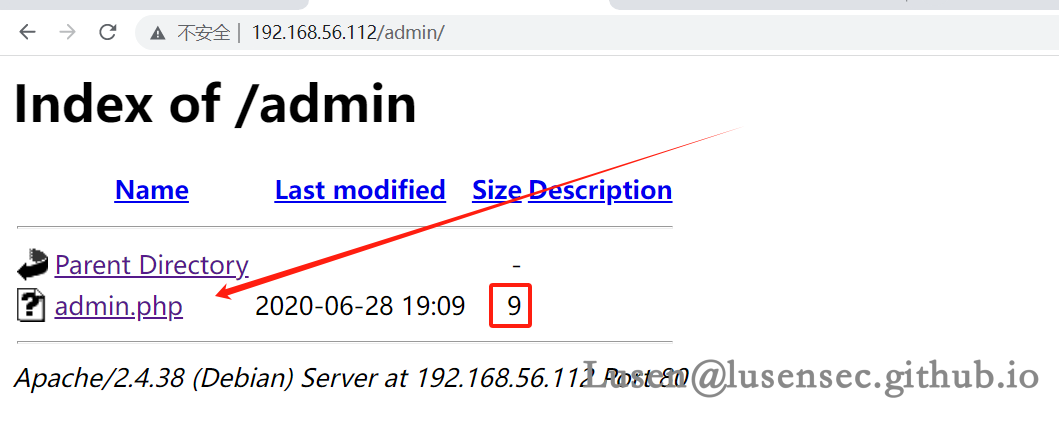 不安全 | 192.168.56.112/admin/
Index of /admin
Name Last modified Size Description
Parent Directory -
admin.php 2020-06-28 19:09 9
Apache/2.4.38 (Debian) Server at 192.168.56.112 Port 80
Lusen@lusensec.github.io